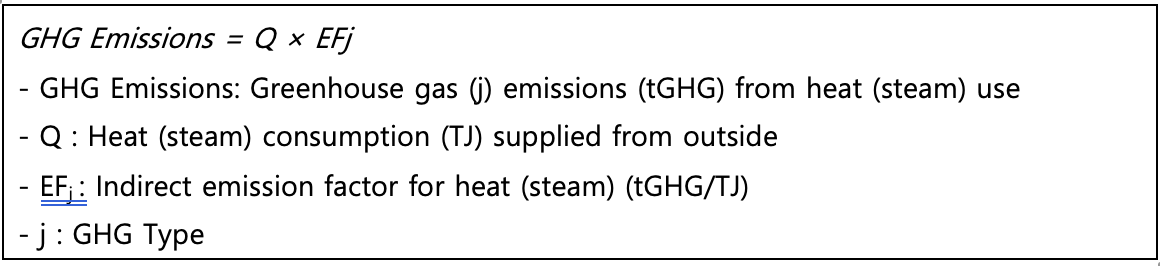 GHG Emissions = Q × EFj
- GHG Emissions: Greenhouse gas (j) emissions (tGHG) from heat (steam) use
- Q : Heat (steam) consumption (TJ) supplied from outside
- EFj : Indirect emission factor for heat (steam) (tGHG/TJ)
- j : GHG Type